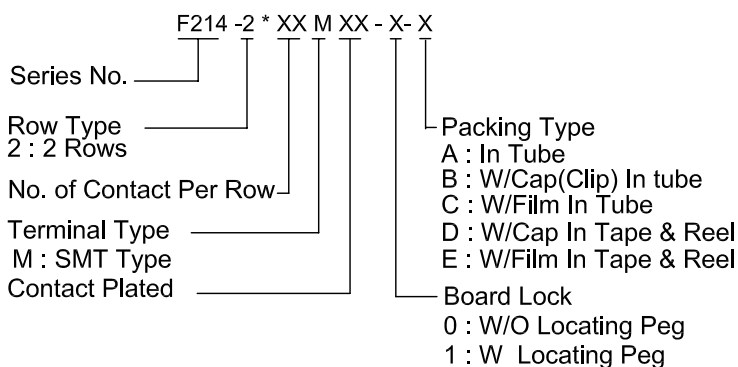 F214 -2 * XX M XX - X- X
Series No.
Row Type
2 : 2 Rows
No. of Contact Per Row
Terminal Type
M : SMT Type
Contact Plated
Packing Type
A : In Tube
B : W/Cap(Clip) In tube
C : W/Film In Tube
D : W/Cap In Tape & Reel
E : W/Film In Tape & Reel
Board Lock
0 : W/O Locating Peg
1 : W Locating Peg